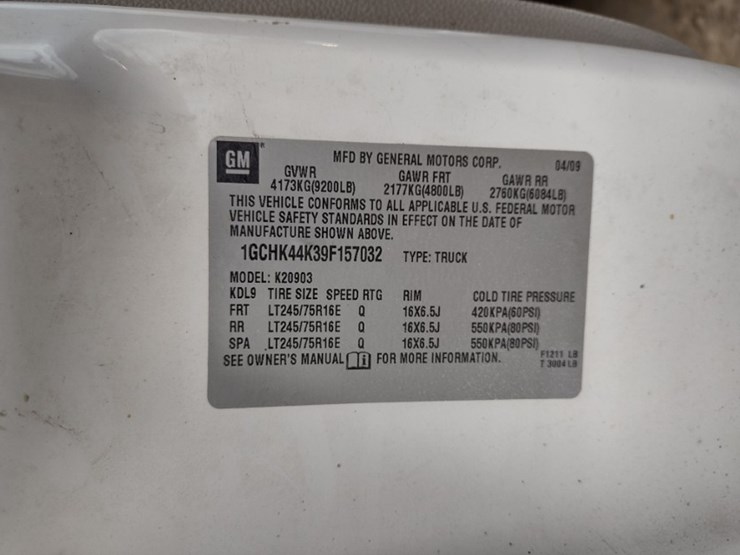 GM
MFD BY GENERAL MOTORS CORP. 04/09
GVWR GAWR FRT GAWR RR
4173KG(9200LB) 2177KG(4800LB) 2760KG(6084LB)
THIS VEHICLE CONFORMS TO ALL APPLICABLE U.S. FEDERAL MOTOR
VEHICLE SAFETY STANDARDS IN EFFECT ON THE DATE OF
MANUFACTURE SHOWN ABOVE.
1GCHK44K39F157032 TYPE: TRUCK
MODEL: K20903
KDL9 TIRE SIZE SPEED RTG RIM COLD TIRE PRESSURE
FRT LT245/75R16E Q 16X6.5J 420KPA(60PSI)
RR LT245/75R16E Q 16X6.5J 550KPA(80PSI)
SPA LT245/75R16E Q 16X6.5J 550KPA(80PSI)
SEE OWNER'S MANUAL i FOR MORE INFORMATION.
F1211 LB
T 3004 LB